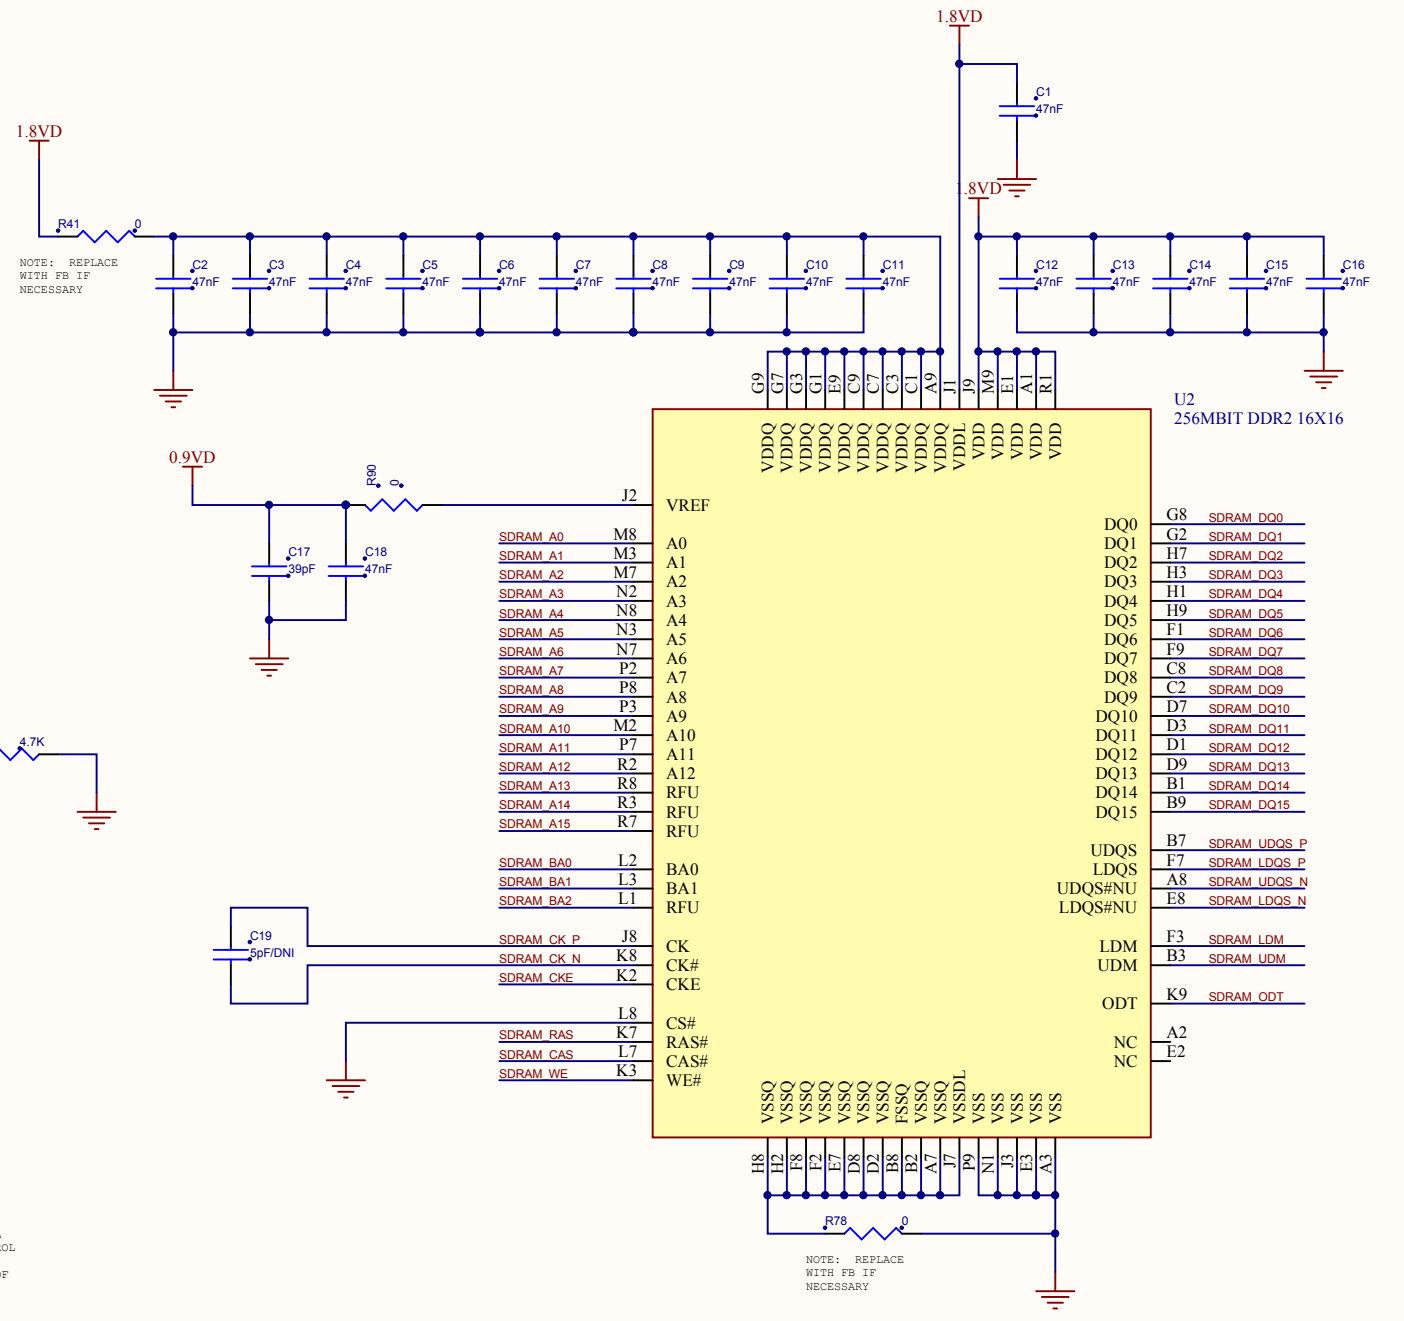 1.8VD
C1
47nF
1.8VD
.8VD
R41 0
NOTE: REPLACE
WITH FB IF
NECESSARY
C2 C3 C4 C5 C6 C7 C8 C9 C10 C11 C12 C13 C14 C15 C16
47nF 47nF 47nF 47nF 47nF 47nF 47nF 47nF 47nF 47nF 47nF 47nF 47nF 47nF 47nF
G9 G7 G3 G1 E9 C9 C7 C3 C1 A9 J1 J9 M9 E1 A1 R1
VDDQ VDDQ VDDQ VDDQ VDDQ VDDQ VDDQ VDDQ VDDQ VDDQ VDDL VDD VDD VDD VDD VDD
U2
256MBIT DDR2 16X16
0.9VD
R90 0
J2 VREF
C17 39pF
C18 47nF
SDRAM_A0 M8 A0
SDRAM_A1 M3 A1
SDRAM_A2 M7 A2
SDRAM_A3 N2 A3
SDRAM_A4 N8 A4
SDRAM_A5 N3 A5
SDRAM_A6 N7 A6
SDRAM_A7 P2 A7
SDRAM_A8 P8 A8
SDRAM_A9 P3 A9
SDRAM_A10 M2 A10
SDRAM_A11 P7 A11
SDRAM_A12 R2 A12
SDRAM_A13 R8 RFU
SDRAM_A14 R3 RFU
SDRAM_A15 R7 RFU
4.7K
SDRAM_BA0 L2 BA0
SDRAM_BA1 L3 BA1
SDRAM_BA2 L1 RFU
C19
5pF/DNI
SDRAM_CK_P J8 CK
SDRAM_CK_N K8 CK#
SDRAM_CKE K2 CKE
L8 CS#
SDRAM_RAS K7 RAS#
SDRAM_CAS L7 CAS#
SDRAM_WE K3 WE#
DQ0 G8 SDRAM_DQ0
DQ1 G2 SDRAM_DQ1
DQ2 H7 SDRAM_DQ2
DQ3 H3 SDRAM_DQ3
DQ4 H1 SDRAM_DQ4
DQ5 H9 SDRAM_DQ5
DQ6 F1 SDRAM_DQ6
DQ7 F9 SDRAM_DQ7
DQ8 C8 SDRAM_DQ8
DQ9 C2 SDRAM_DQ9
DQ10 D7 SDRAM_DQ10
DQ11 D3 SDRAM_DQ11
DQ12 D1 SDRAM_DQ12
DQ13 D9 SDRAM_DQ13
DQ14 B1 SDRAM_DQ14
DQ15 B9 SDRAM_DQ15
UDQS B7 SDRAM_UDQS_P
LDQS F7 SDRAM_LDQS_P
UDQS#NU A8 SDRAM_UDQS_N
LDQS#NU E8 SDRAM_LDQS_N
LDM F3 SDRAM_LDM
UDM B3 SDRAM_UDM
ODT K9 SDRAM_ODT
NC A2
NC E2
VSSQ VSSQ VSSQ VSSQ VSSQ VSSQ VSSQ FSSQ VSSQ VSSQ VSSDL VSS VSS VSS VSS VSS
H8 H2 F8 F2 E7 D8 D2 B8 B2 A7 J7 P9 N1 J3 E3 A3
R78 0
NOTE: REPLACE
WITH FB IF
NECESSARY
OL
OF